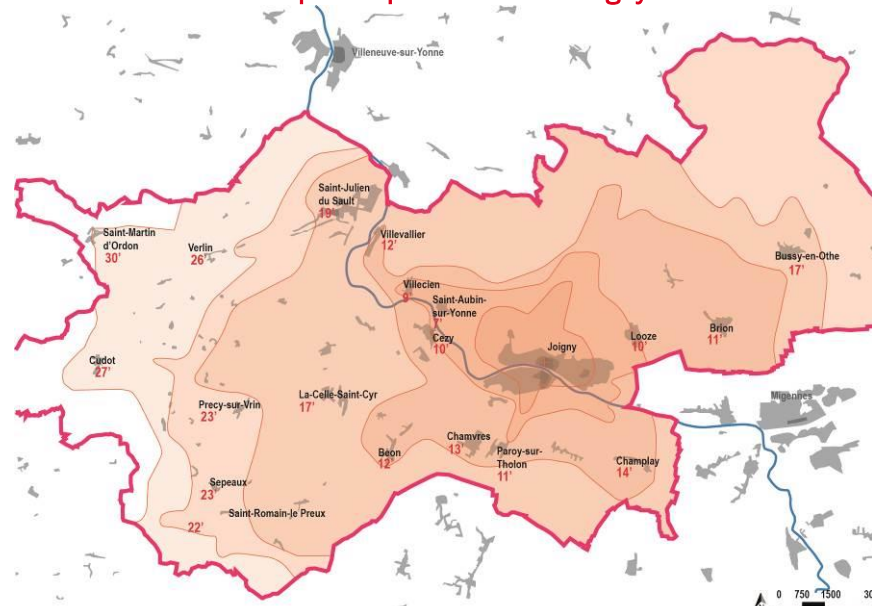 Villeneuve-sur-Yonne
Saint-Julien
du Sault
19'
Saint-Martin
d'Ordon
30'
Verlin
26'
Villevallier
12'
Bussy-en-Othe
17'
Villecien
9'
Saint-Aubin-
sur-Yonne
7'
Cezy
10'
Joigny
Looze
10'
Brion
11'
Cudot
27'
Precy-sur-Vrin
23'
La-Celle-Saint-Cyr
17'
Migennes
Beon
12'
Chamvres
13'
Paroy-sur-
Tholon
11'
Champlay
14'
Sepeaux
23'
Saint-Romain-le Preux
22'
0 750 1500